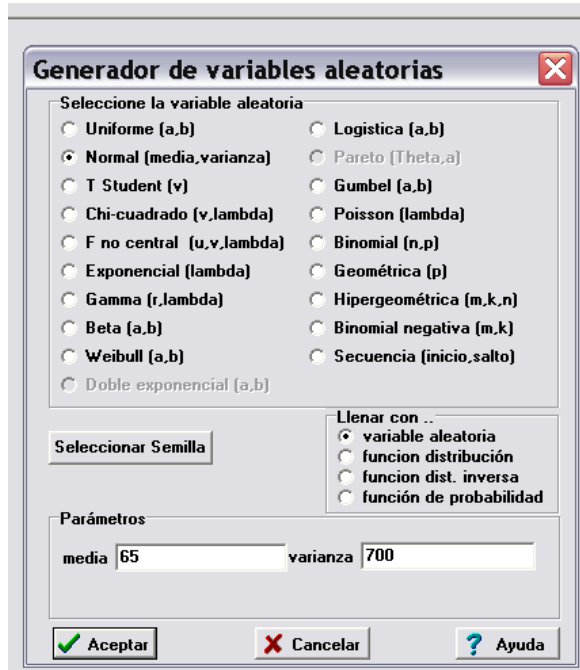 Generador de variables aleatorias
Seleccione la variable aleatoria
Uniforme (a,b)
Normal (media,varianza)
T Student (v)
Chi-cuadrado (v,lambda)
F no central (u,v,lambda)
Exponencial (lambda)
Gamma (r,lambda)
Beta (a,b)
Weibull (a,b)
Doble exponencial (a,b)
Logistica (a,b)
Pareto (Theta,a)
Gumbel (a,b)
Poisson (lambda)
Binomial (n,p)
Geométrica (p)
Hipergeométrica (m,k,n)
Binomial negativa (m,k)
Secuencia (inicio,salto)
Seleccionar Semilla
Llenar con ..
variable aleatoria
funcion distribución
funcion dist. inversa
función de probabilidad
Parámetros
media 65 varianza 700
Aceptar Cancelar ? Ayuda